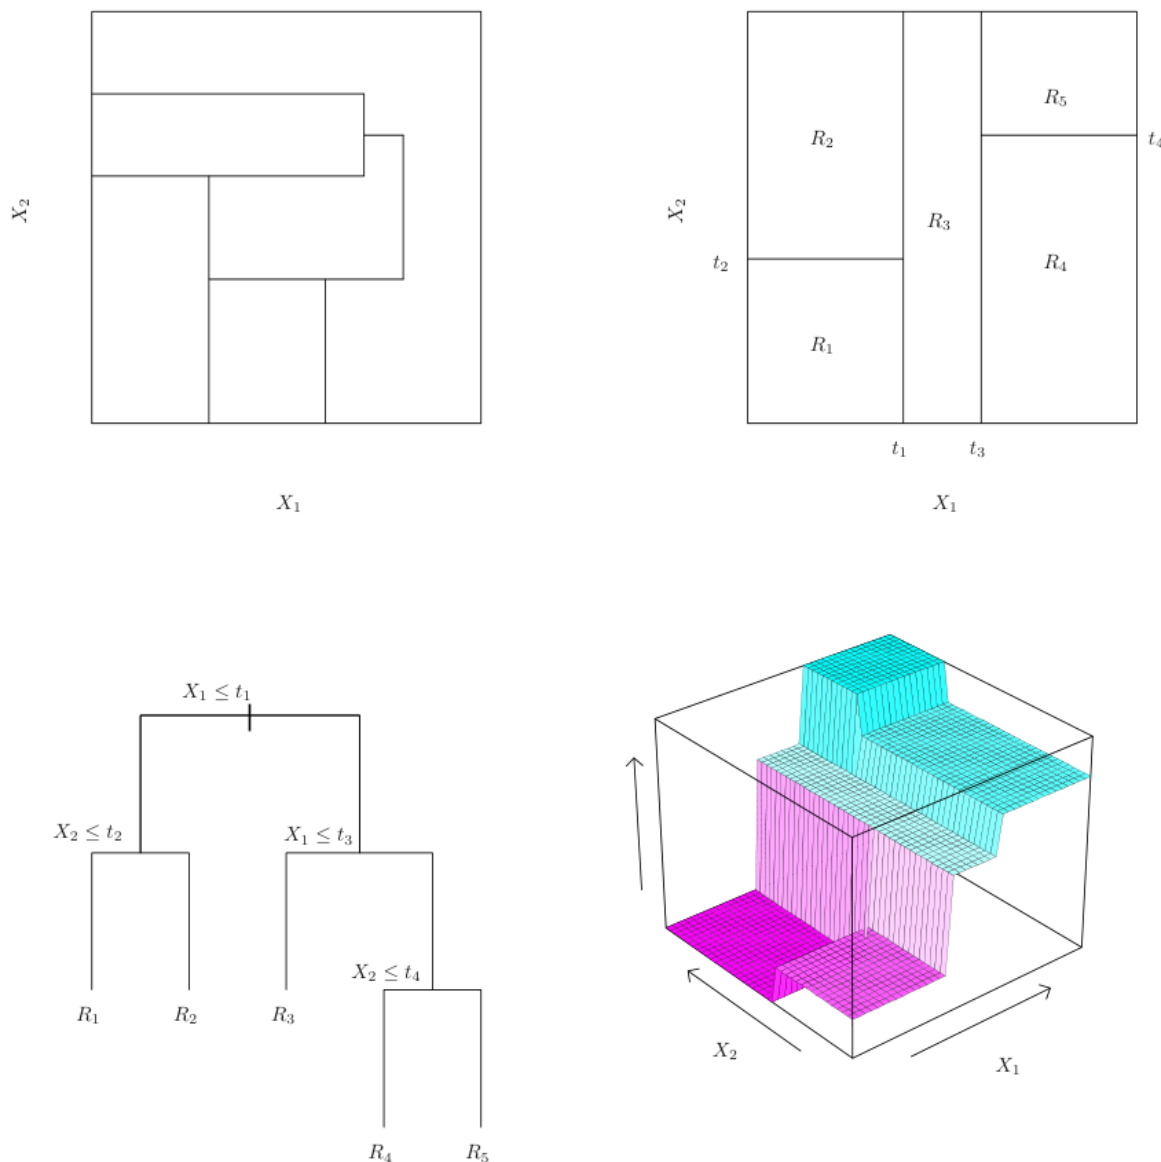 X₂
X₁
R₂
R₅
t₄
X₂
R₃
t₂
R₄
R₁
t₁
t₃
X₁
X₁ ≤ t₁
X₂ ≤ t₂
X₁ ≤ t₃
X₂ ≤ t₄
R₁
R₂
R₃
R₄
R₅
X₂
X₁